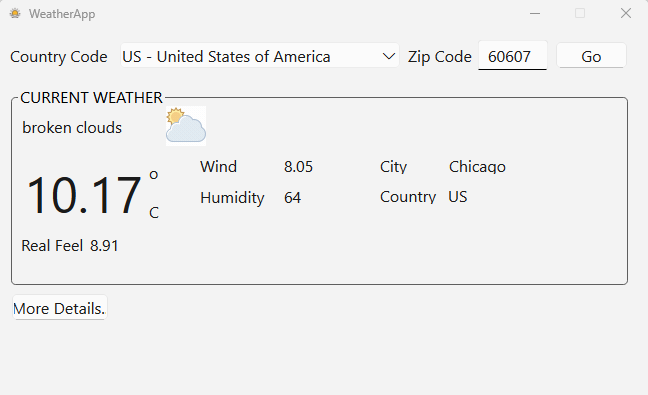 WeatherApp
Country Code US - United States of America Zip Code 60607 Go
CURRENT WEATHER
broken clouds
Wind 8.05 City Chicago
10.17 o C
Humidity 64 Country US
Real Feel 8.91
More Details.